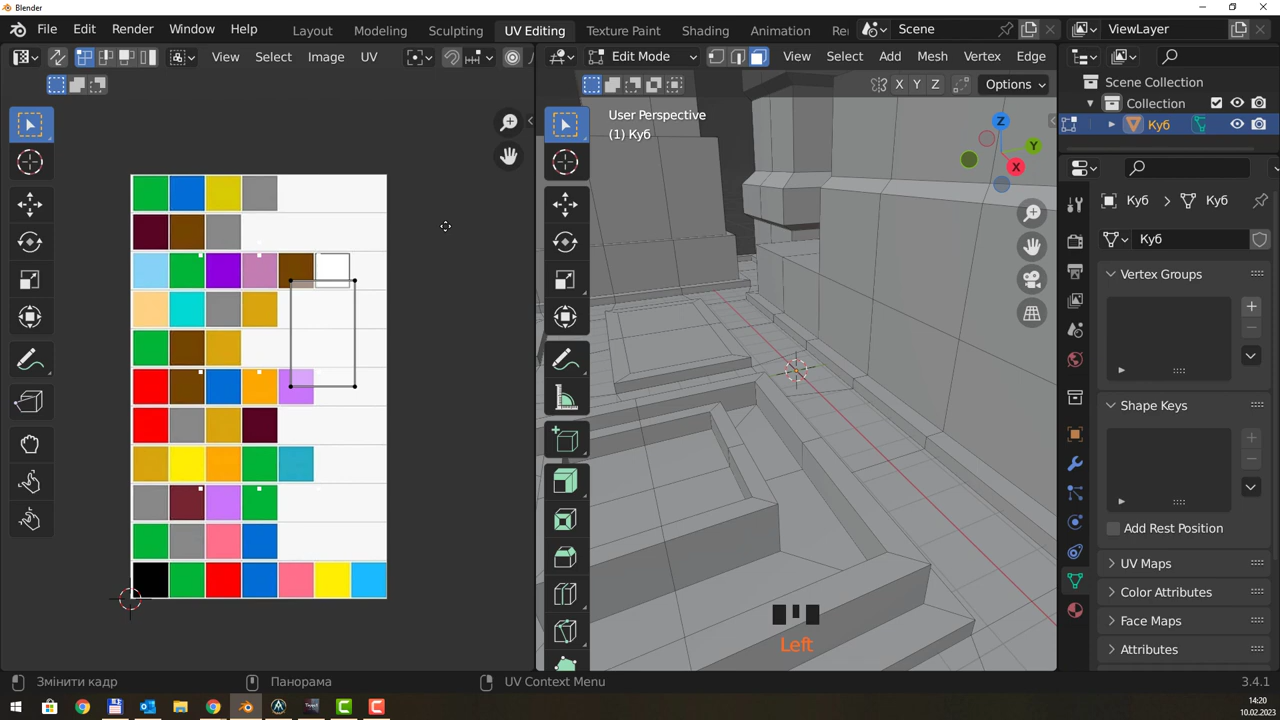 Blender
File Edit Render Window Help Layout Modeling Sculpting UV Editing Texture Paint Shading Animation Re Scene ViewLayer
View Select Image UV
Edit Mode View Select Add Mesh Vertex Edge
X Y Z Options
User Perspective
(1) Куб
Z
Y
X
Left
Scene Collection
Collection
Куб
Куб > Куб
Куб
Vertex Groups
Shape Keys
Add Rest Position
UV Maps
Color Attributes
Face Maps
Attributes
Змінити кадр Панорама UV Context Menu 3.4.1
14:20
10.02.2023